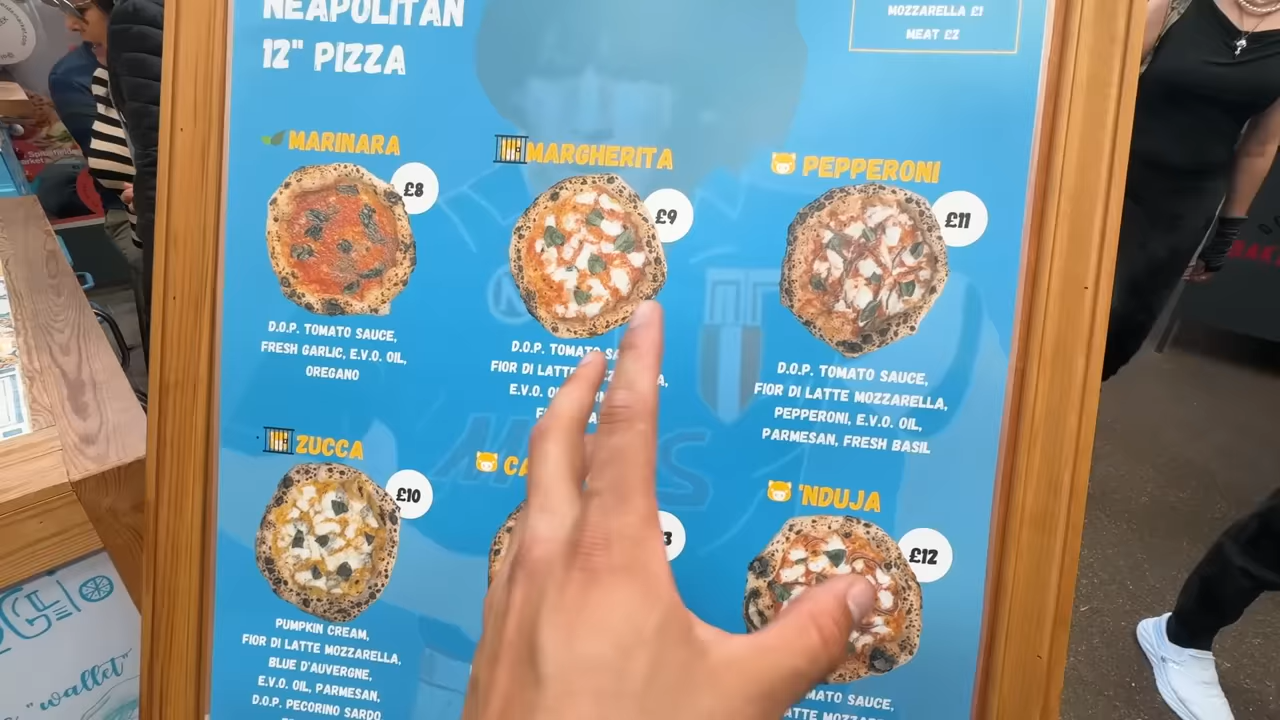 NEAPOLITAN
12" PIZZA
MOZZARELLA £1
MEAT £2
MARINARA
£8
D.O.P. TOMATO SAUCE,
FRESH GARLIC, E.V.O. OIL,
OREGANO
MARGHERITA
£9
D.O.P. TOMATO
FIOR DI LATTE
E.V.O.
PEPPERONI
£11
D.O.P. TOMATO SAUCE,
FIOR DI LATTE MOZZARELLA,
PEPPERONI, E.V.O. OIL,
PARMESAN, FRESH BASIL
ZUCCA
£10
PUMPKIN CREAM,
FIOR DI LATTE MOZZARELLA,
BLUE D'AUVERGNE,
E.V.O. OIL, PARMESAN,
D.O.P. PECORINO SARDO
'NDUJA
£12
SAUCE,
"wallet"